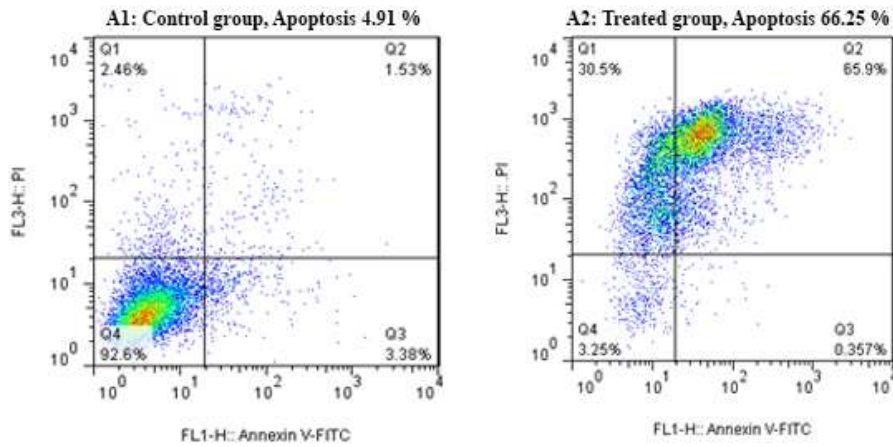 A1: Control group, Apoptosis 4.91 %
10^4
Q1
2.46%
Q2
1.53%
10^3
10^2
10^1
10^0
FL3-H:: PI
Q4
92.6%
Q3
3.38%
10^0 10^1 10^2 10^3 10^4
FL1-H:: Annexin V-FITC
A2: Treated group, Apoptosis 66.25 %
10^4
Q1
30.5%
Q2
65.9%
10^3
10^2
10^1
10^0
FL3-H:: PI
Q4
3.25%
Q3
0.357%
10^0 10^1 10^2 10^3 10^4
FL1-H:: Annexin V-FITC